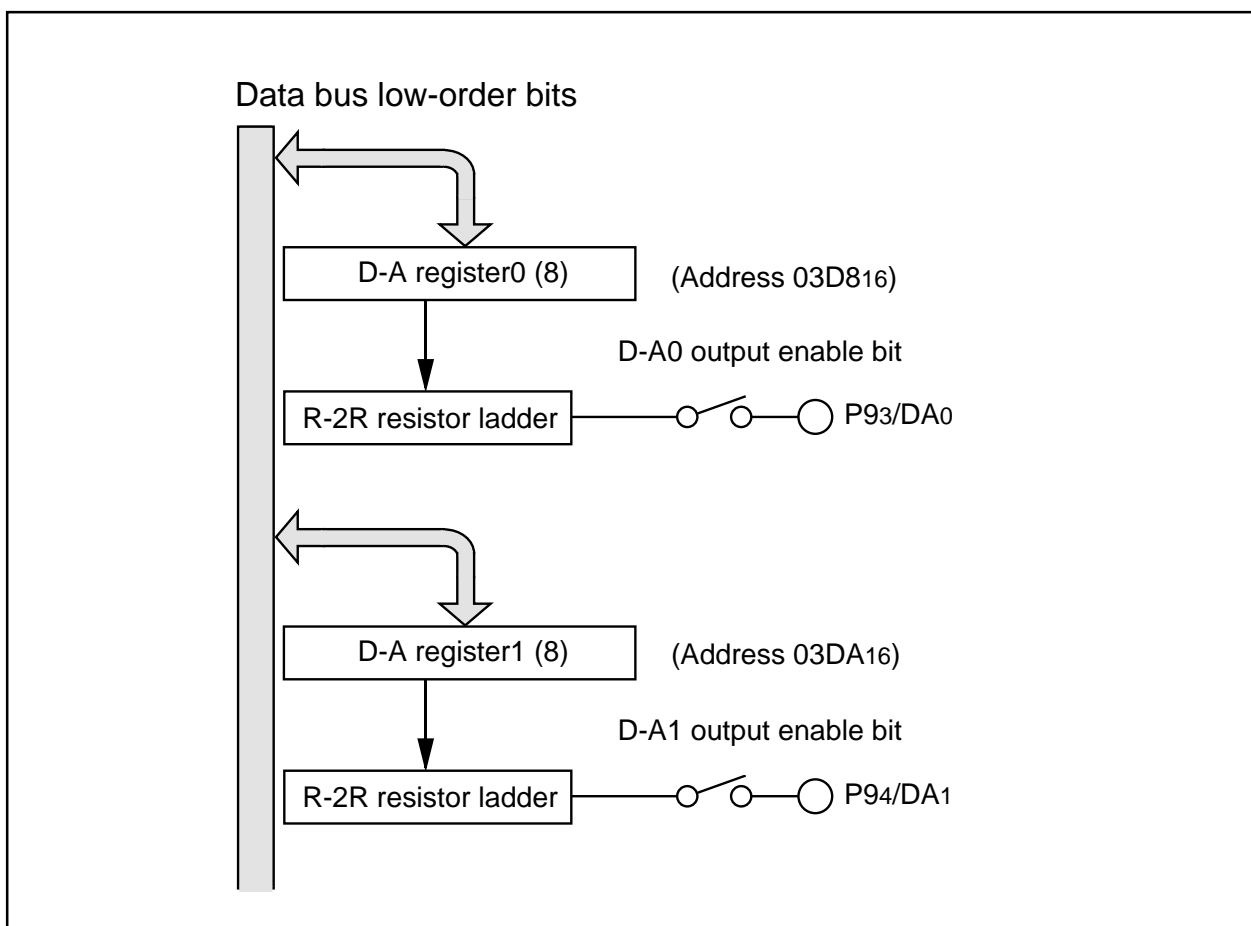 Data bus low-order bits
D-A register0 (8)
(Address 03D816)
D-A0 output enable bit
R-2R resistor ladder
P93/DA0
D-A register1 (8)
(Address 03DA16)
D-A1 output enable bit
R-2R resistor ladder
P94/DA1